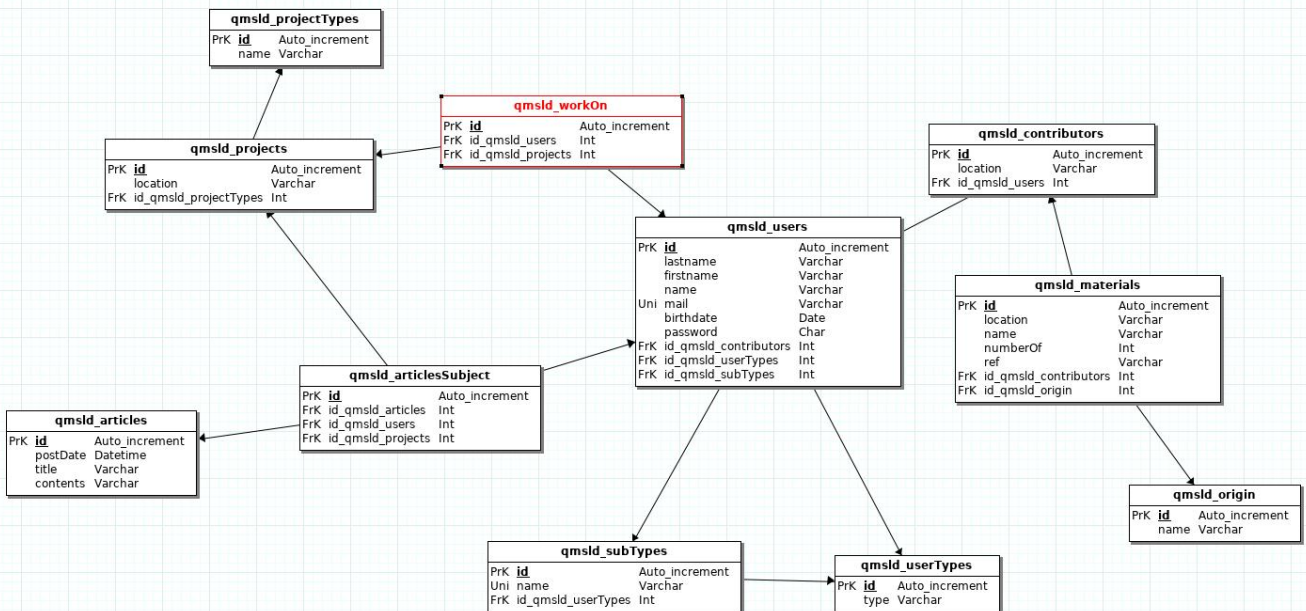 qmsld_projectTypes
PrK id Auto_increment
name Varchar
qmsld_workOn
PrK id Auto_increment
FrK id_qmsld_users Int
FrK id_qmsld_projects Int
qmsld_contributors
PrK id Auto_increment
location Varchar
FrK id_qmsld_users Int
qmsld_projects
PrK id Auto_increment
location Varchar
FrK id_qmsld_projectTypes Int
qmsld_users
PrK id Auto_increment
lastname Varchar
firstname Varchar
name Varchar
Uni mail Varchar
birthdate Date
password Char
FrK id_qmsld_contributors Int
FrK id_qmsld_userTypes Int
FrK id_qmsld_subTypes Int
qmsld_materials
PrK id Auto_increment
location Varchar
name Varchar
numberOf Int
ref Varchar
FrK id_qmsld_contributors Int
FrK id_qmsld_origin Int
qmsld_articlesSubject
PrK id Auto_increment
FrK id_qmsld_articles Int
FrK id_qmsld_users Int
FrK id_qmsld_projects Int
qmsld_articles
PrK id Auto_increment
postDate Datetime
title Varchar
contents Varchar
qmsld_origin
PrK id Auto_increment
name Varchar
qmsld_subTypes
PrK id Auto_increment
Uni name Varchar
FrK id_qmsld_userTypes Int
qmsld_userTypes
PrK id Auto_increment
type Varchar